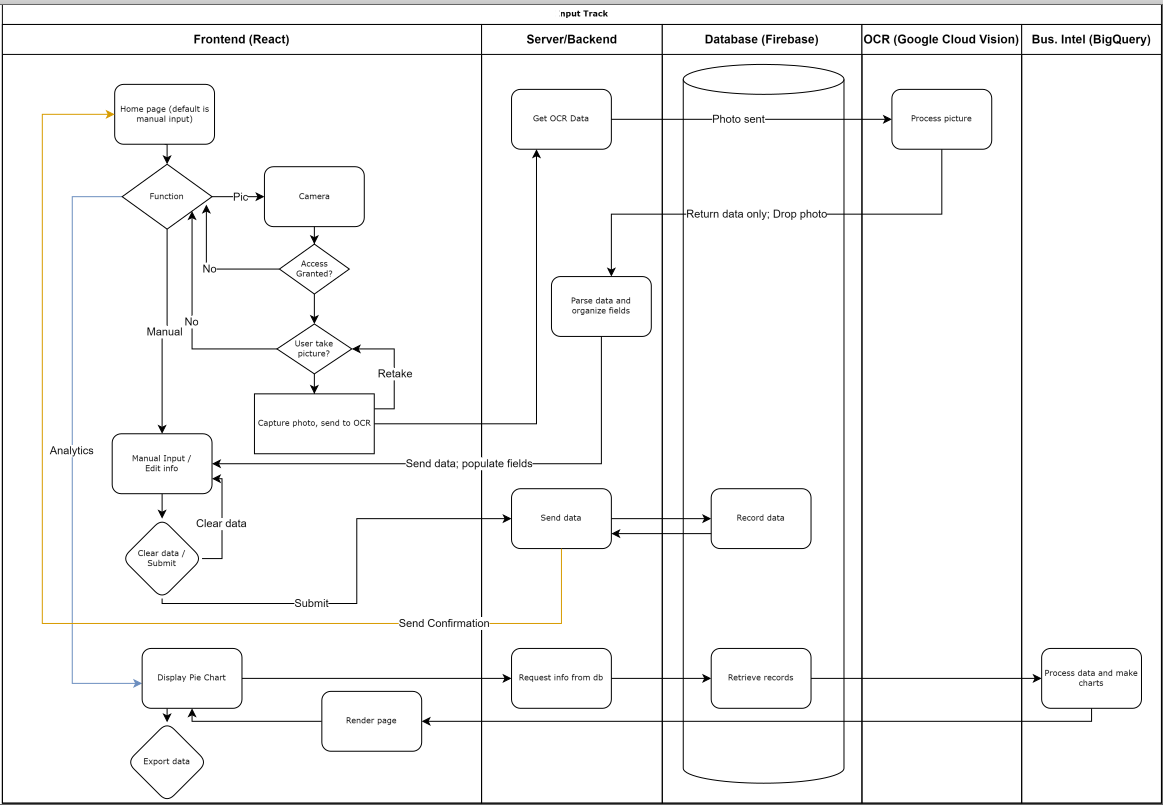 Input Track
Frontend (React)
Server/Backend
Database (Firebase)
OCR (Google Cloud Vision)
Bus. Intel (BigQuery)
Home page (default is
manual input)
Get OCR Data
Photo sent
Process picture
Function
Pic
Camera
Return data only; Drop photo
Access
Granted?
No
Parse data and
organize fields
No
Manual
User take
picture?
Retake
Capture photo, send to OCR
Analytics
Manual Input /
Edit info
Send data; populate fields
Clear data
Send data
Record data
Clear data /
Submit
Submit
Send Confirmation
Display Pie Chart
Request info from db
Retrieve records
Process data and make
charts
Render page
Export data